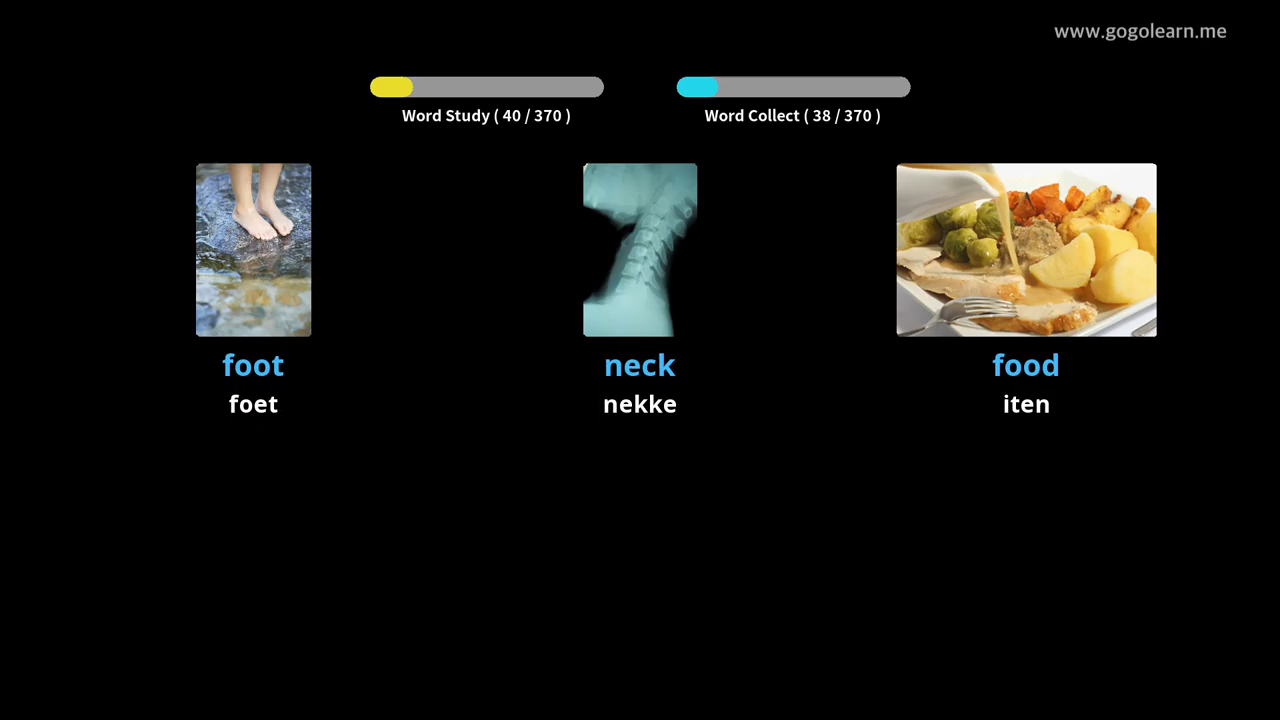 www.gogolearn.me
Word Study ( 40 / 370 )
Word Collect ( 38 / 370 )
foot
foet
neck
nekke
food
iten